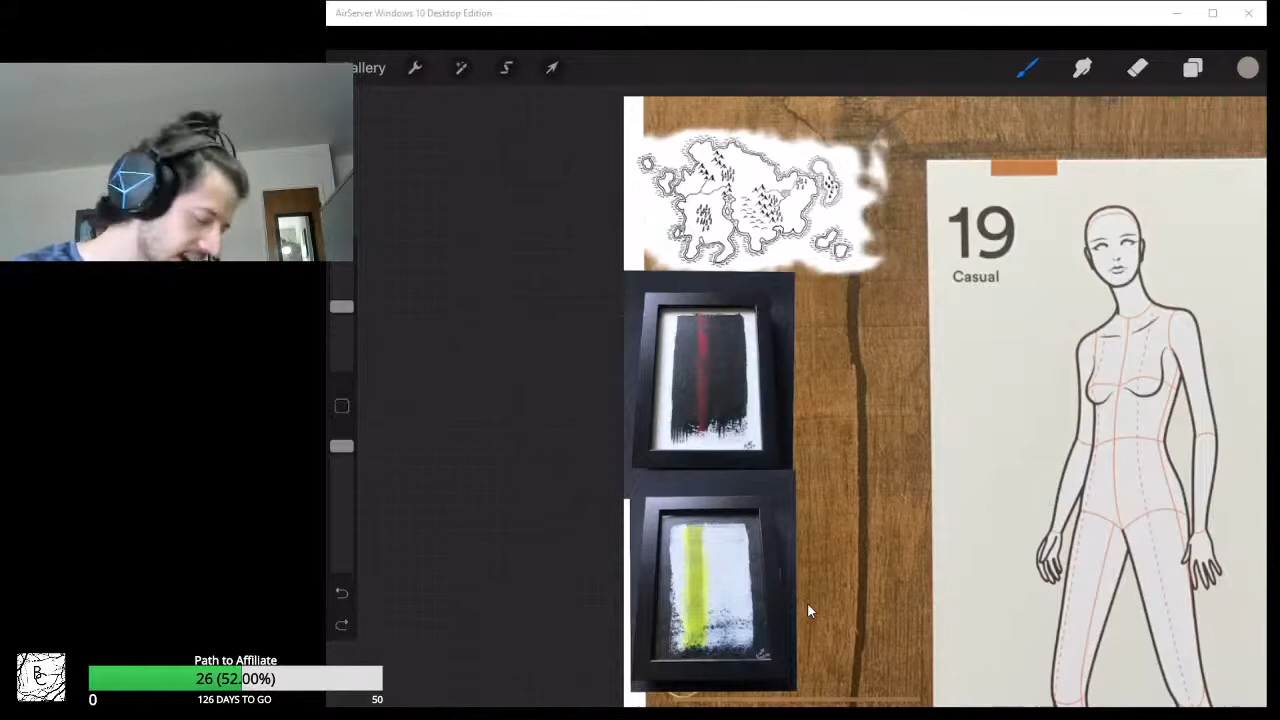 AirServer Windows 10 Desktop Edition
allery
19
Casual
Path to Affiliate
26 (52.00%)
0
126 DAYS TO GO
50